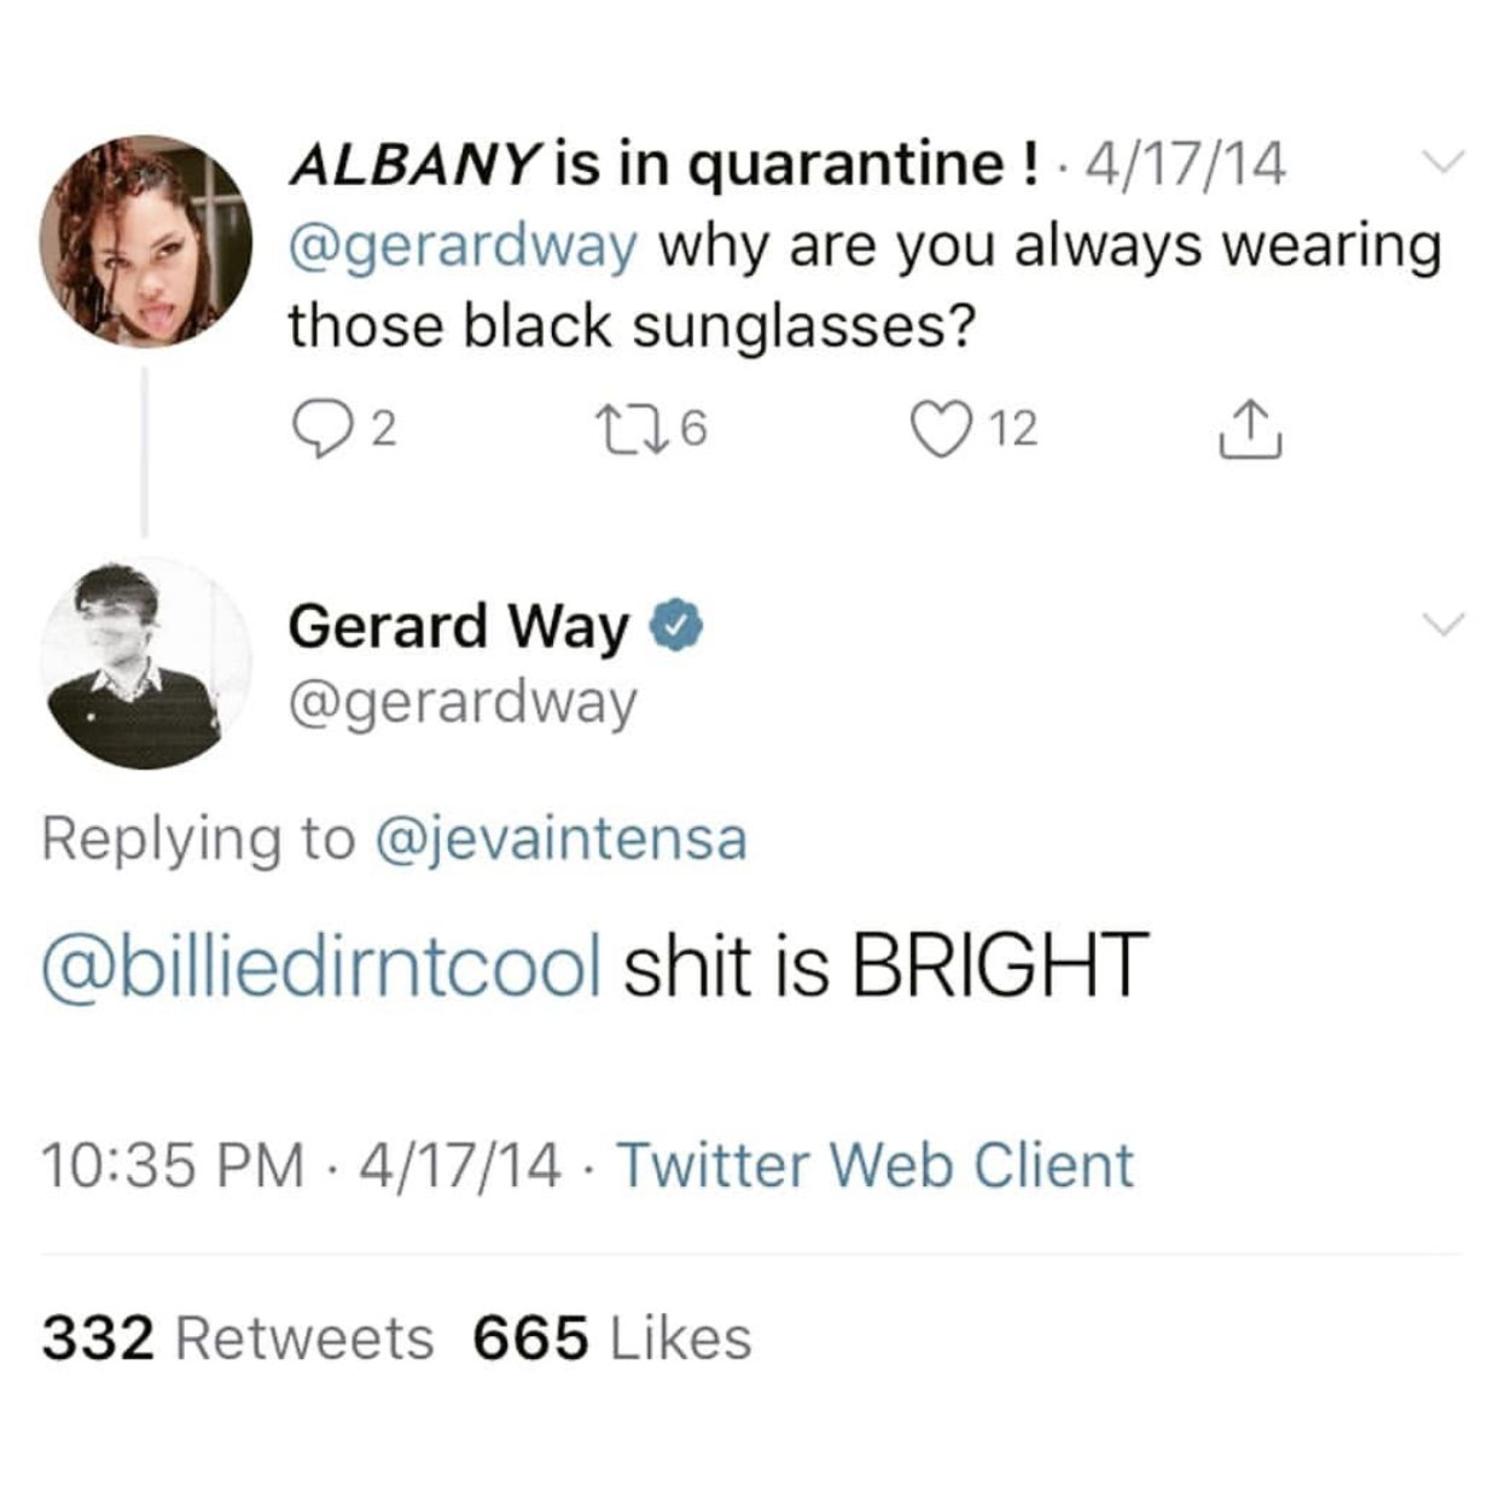 ALBANY is in quarantine ! · 4/17/14
@gerardway why are you always wearing
those black sunglasses?
2 6 12
Gerard Way
@gerardway
Replying to @jevaintensa
@billiedirntcool shit is BRIGHT
10:35 PM · 4/17/14 · Twitter Web Client
332 Retweets 665 Likes